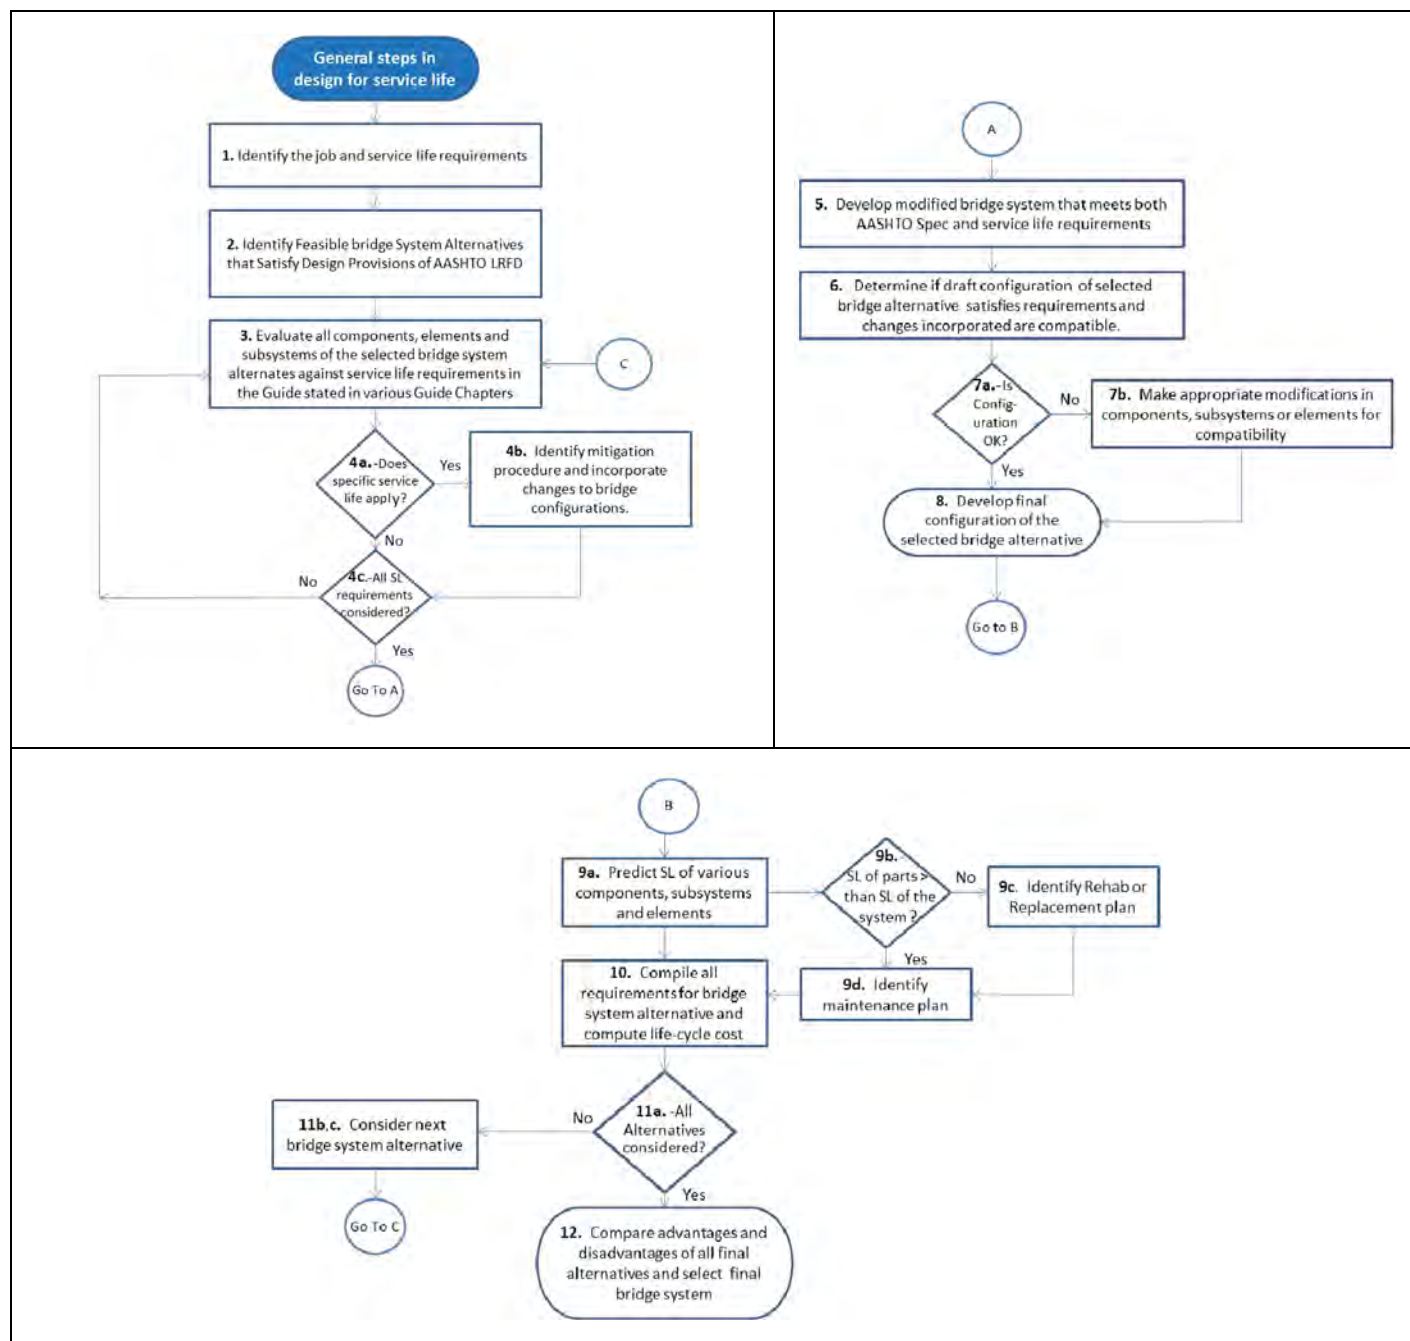 General steps in
design for service life
1. Identify the job and service life requirements
2. Identify Feasible bridge System Alternatives
that Satisfy Design Provisions of AASHTO LRFD
3. Evaluate all components, elements and
subsystems of the selected bridge system
alternates against service life requirements in
the Guide stated in various Guide Chapters
C
4a.-Does
specific service
life apply?
Yes
4b. Identify mitigation
procedure and incorporate
changes to bridge
configurations.
No
4c.-All SL
requirements
considered?
No
Yes
Go To A
A
5. Develop modified bridge system that meets both
AASHTO Spec and service life requirements
6. Determine if draft configuration of selected
bridge alternative satisfies requirements and
changes incorporated are compatible.
7a.-Is
Config-
uration
OK?
No
7b. Make appropriate modifications in
components, subsystems or elements for
compatibility
Yes
8. Develop final
configuration of the
selected bridge alternative
Go to B
B
9a. Predict SL of various
components, subsystems
and elements
9b.-
SL of parts >
than SL of the
system ?
No
9c. Identify Rehab or
Replacement plan
Yes
9d. Identify
maintenance plan
10. Compile all
requirements for bridge
system alternative and
compute life-cycle cost
11a.-All
Alternatives
considered?
No
11b,c. Consider next
bridge system alternative
Go To C
Yes
12. Compare advantages and
disadvantages of all final
alternatives and select final
bridge system